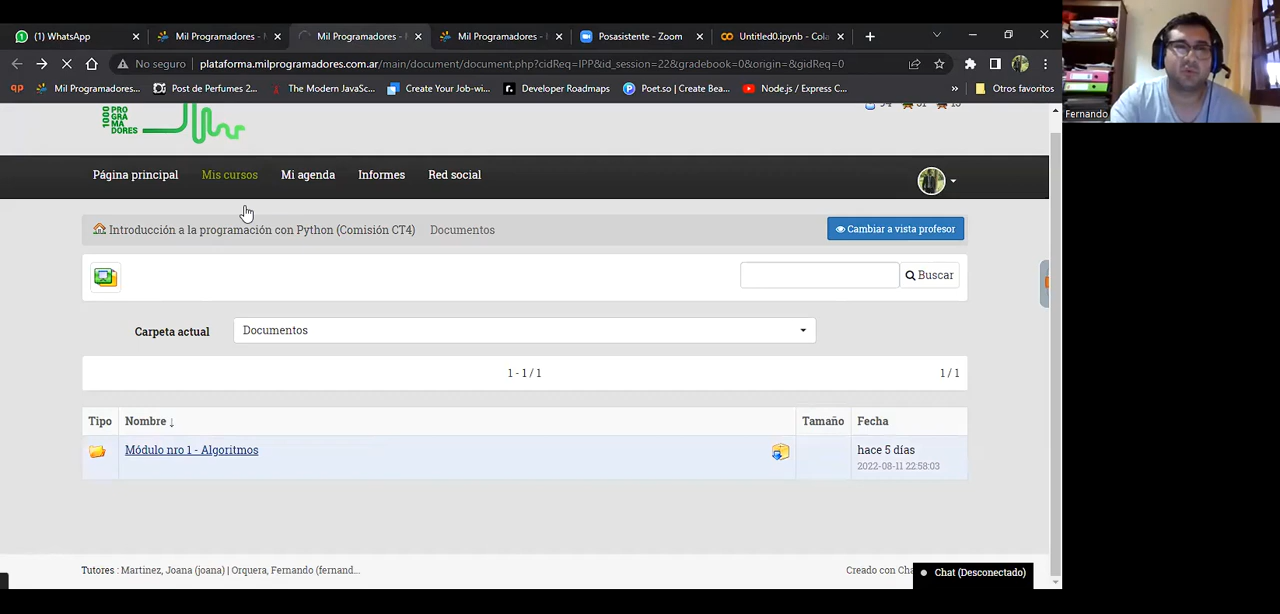 (1) WhatsApp
Mil Programadores - 
Mil Programadores -
Mil Programadores -
Posasistente - Zoom
Untitled0.ipynb - Cola
No seguro
plataforma.milprogramadores.com.ar/main/document/document.php?cidReq=IPP&id_session=22&gradebook=0&origin=&gidReq=0
Mil Programadores...
Post de Perfumes 2...
The Modern JavaSc...
Create Your Job-wi...
Developer Roadmaps
Poet.so | Create Bea...
Node.js / Express C...
»
Otros favoritos
Fernando
1000
PRO
GRA
MA
DORES
Página principal
Mis cursos
Mi agenda
Informes
Red social
Introducción a la programación con Python (Comisión CT4)
Documentos
Cambiar a vista profesor
Buscar
Carpeta actual
Documentos
1 - 1 / 1
1 / 1
Tipo
Nombre ↓
Tamaño
Fecha
Módulo nro 1 - Algoritmos
hace 5 días
2022-08-11 22:58:03
Tutores : Martinez, Joana (joana) | Orquera, Fernando (fernand...
Creado con Cha
Chat (Desconectado)